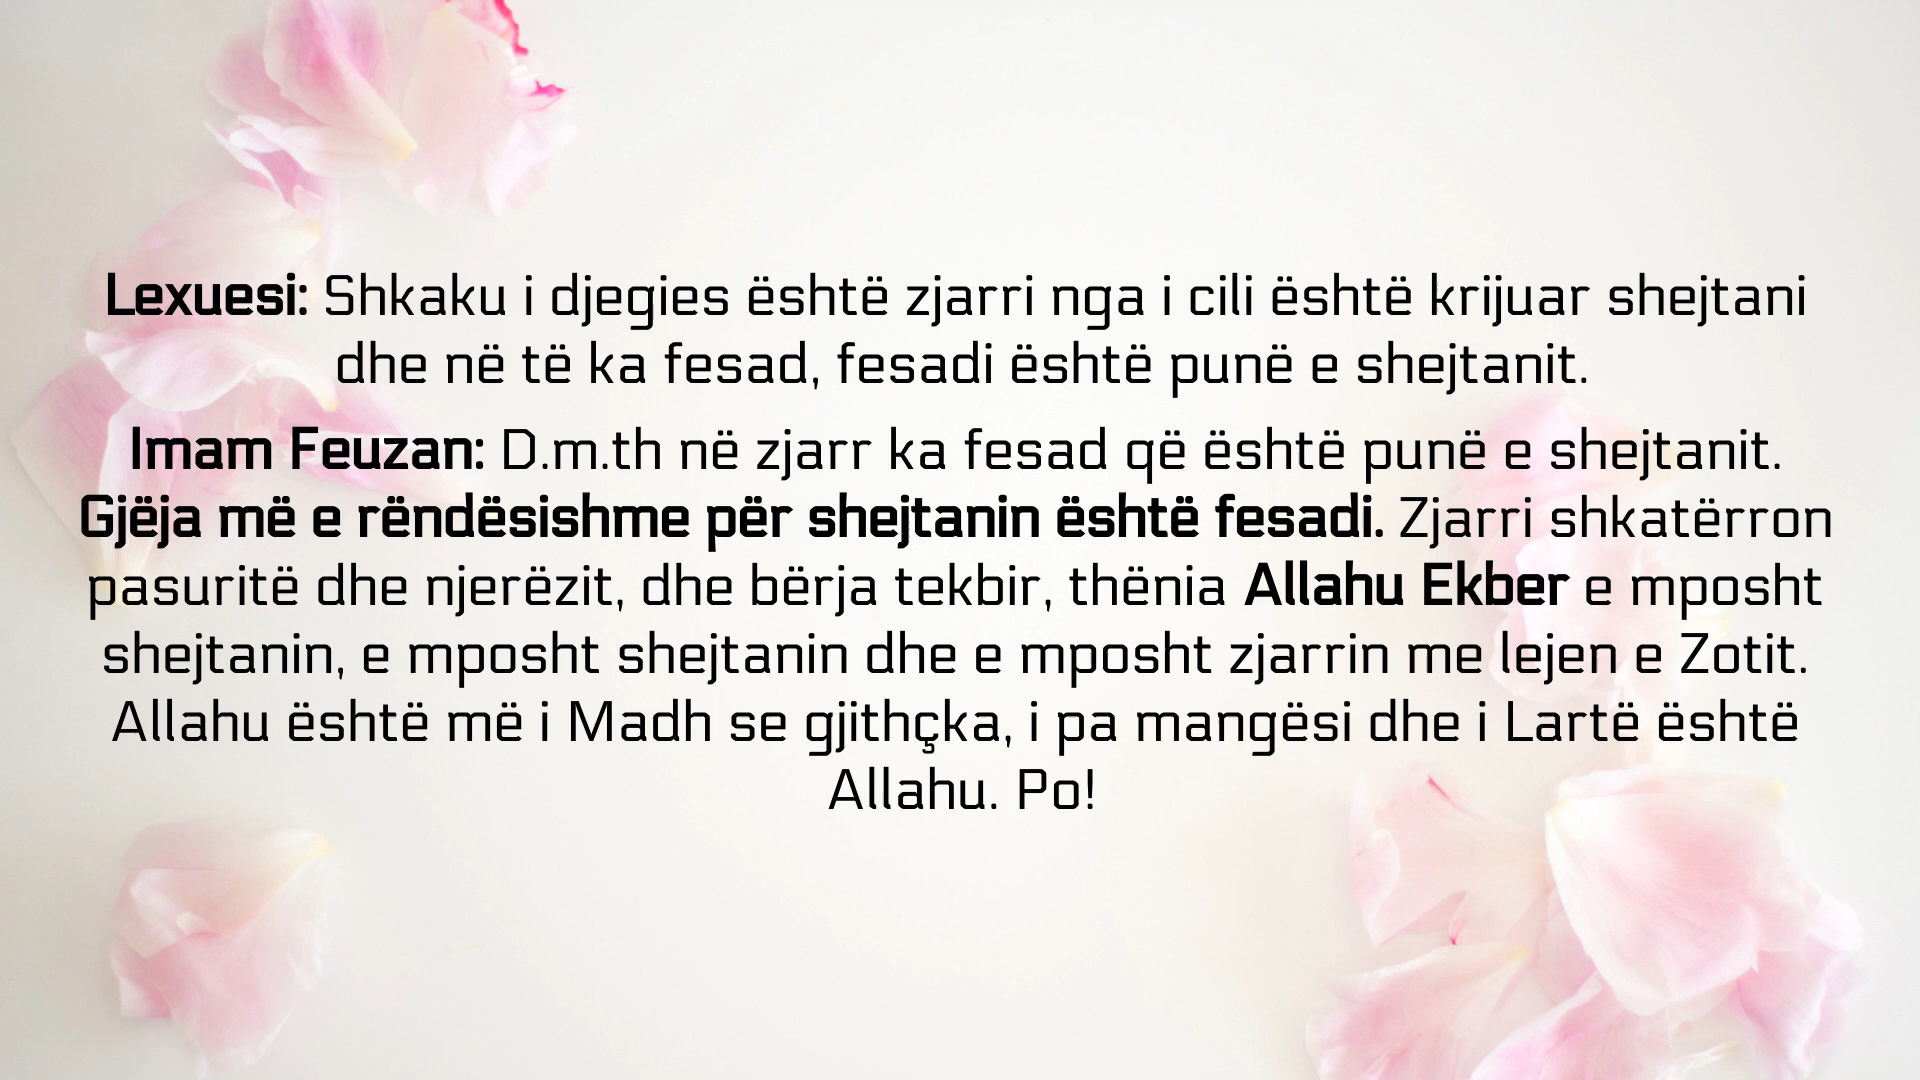 Lexuesi: Shkaku i djegies është zjarri nga i cili është krijuar shejtani
dhe në të ka fesad, fesadi është punë e shejtanit.
Imam Feuzan: D.m.th në zjarr ka fesad që është punë e shejtanit.
Gjëja më e rëndësishme për shejtanin është fesadi. Zjarri shkatërron
pasuritë dhe njerëzit, dhe bërja tekbir, thënia Allahu Ekber e mposht
shejtanin, e mposht shejtanin dhe e mposht zjarrin me lejen e Zotit.
Allahu është më i Madh se gjithçka, i pa mangësi dhe i Lartë është
Allahu. Po!